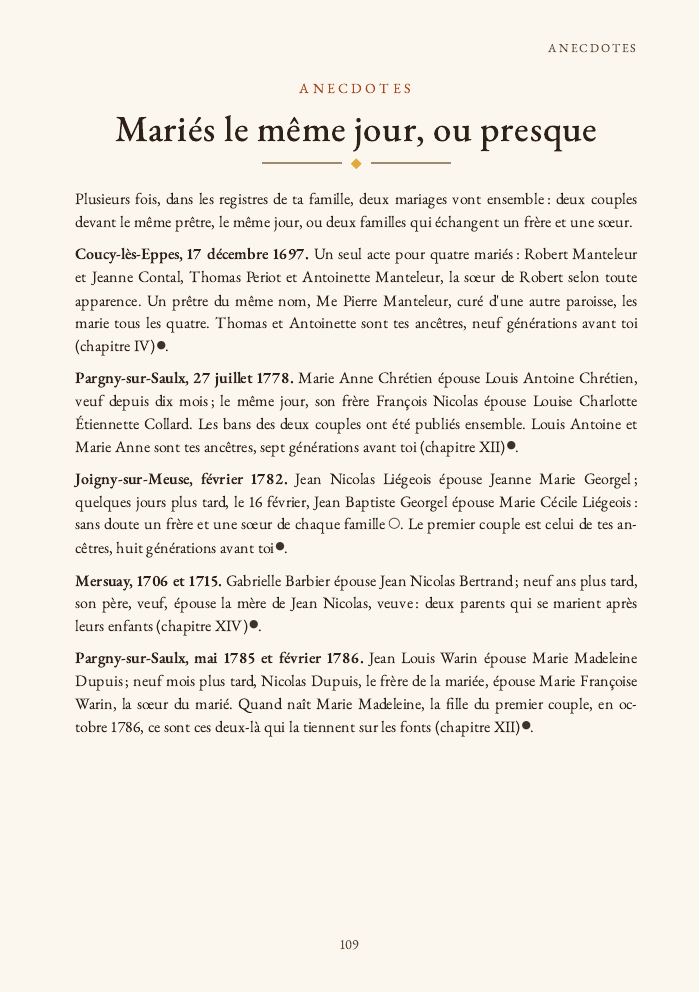 ANECDOTES
ANECDOTES
Mariés le même jour, ou presque
Plusieurs fois, dans les registres de ta famille, deux mariages vont ensemble : deux couples
devant le même prêtre, le même jour, ou deux familles qui échangent un frère et une sœur.
Coucy-lès-Eppes, 17 décembre 1697. Un seul acte pour quatre mariés : Robert Manteleur
et Jeanne Contal, Thomas Periot et Antoinette Manteleur, la sœur de Robert selon toute
apparence. Un prêtre du même nom, Me Pierre Manteleur, curé d'une autre paroisse, les
marie tous les quatre. Thomas et Antoinette sont tes ancêtres, neuf générations avant toi
(chapitre IV)●.
Pargny-sur-Saulx, 27 juillet 1778. Marie Anne Chrétien épouse Louis Antoine Chrétien,
veuf depuis dix mois ; le même jour, son frère François Nicolas épouse Louise Charlotte
Étiennette Collard. Les bans des deux couples ont été publiés ensemble. Louis Antoine et
Marie Anne sont tes ancêtres, sept générations avant toi (chapitre XII)●.
Joigny-sur-Meuse, février 1782. Jean Nicolas Liégeois épouse Jeanne Marie Georgel ;
quelques jours plus tard, le 16 février, Jean Baptiste Georgel épouse Marie Cécile Liégeois :
sans doute un frère et une sœur de chaque famille ○. Le premier couple est celui de tes an-
cêtres, huit générations avant toi●.
Mersuay, 1706 et 1715. Gabrielle Barbier épouse Jean Nicolas Bertrand ; neuf ans plus tard,
son père, veuf, épouse la mère de Jean Nicolas, veuve : deux parents qui se marient après
leurs enfants (chapitre XIV)●.
Pargny-sur-Saulx, mai 1785 et février 1786. Jean Louis Warin épouse Marie Madeleine
Dupuis ; neuf mois plus tard, Nicolas Dupuis, le frère de la mariée, épouse Marie Françoise
Warin, la sœur du marié. Quand naît Marie Madeleine, la fille du premier couple, en oc-
tobre 1786, ce sont ces deux-là qui la tiennent sur les fonts (chapitre XII)●.
109